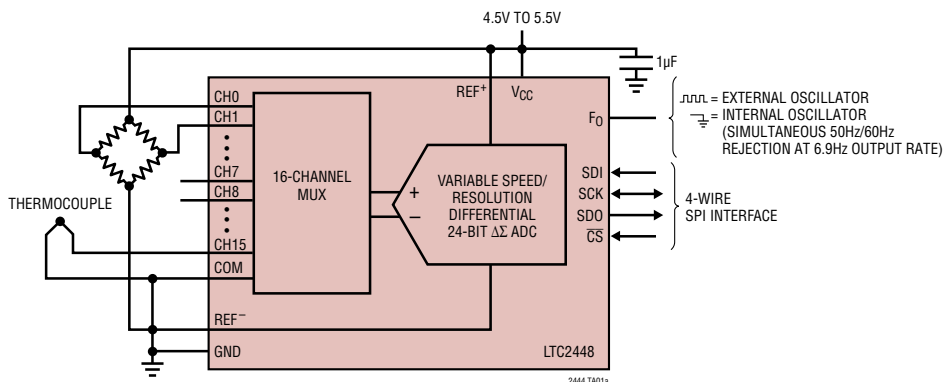 4.5V TO 5.5V
1µF
CH0
CH1
CH7
CH8
CH15
COM
REF⁻
GND
THERMOCOUPLE
16-CHANNEL
MUX
REF⁺
VCC
+
−
VARIABLE SPEED/
RESOLUTION
DIFFERENTIAL
24-BIT ΔΣ ADC
FO
SDI
SCK
SDO
CS
= EXTERNAL OSCILLATOR
= INTERNAL OSCILLATOR
(SIMULTANEOUS 50Hz/60Hz
REJECTION AT 6.9Hz OUTPUT RATE)
4-WIRE
SPI INTERFACE
LTC2448
2444 TA01a